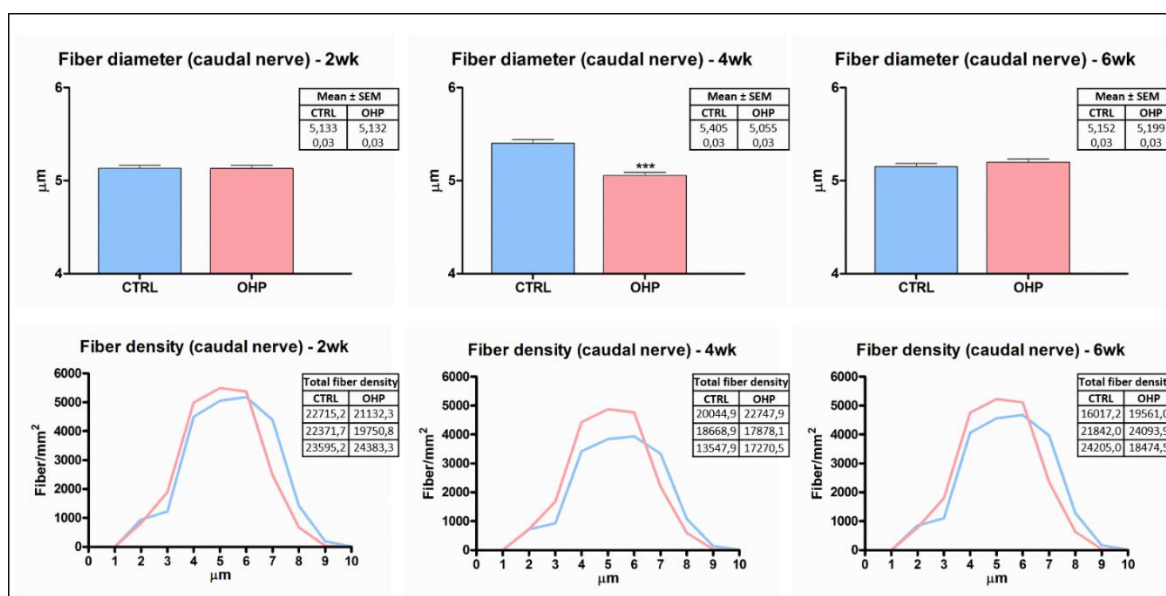 Fiber diameter (caudal nerve) - 2wk
6
5
4
μm
Mean ± SEM
CTRL OHP
5,133 5,132
0,03 0,03
CTRL OHP
Fiber diameter (caudal nerve) - 4wk
6
5
4
μm
Mean ± SEM
CTRL OHP
5,405 5,055
0,03 0,03
***
CTRL OHP
Fiber diameter (caudal nerve) - 6wk
6
5
4
μm
Mean ± SEM
CTRL OHP
5,152 5,199
0,03 0,03
CTRL OHP
Fiber density (caudal nerve) - 2wk
6000
5000
4000
3000
2000
1000
0
Fiber/mm²
Total fiber density
CTRL OHP
22715,2 21132,3
22371,7 19750,8
23595,2 24383,3
0 1 2 3 4 5 6 7 8 9 10
μm
Fiber density (caudal nerve) - 4wk
6000
5000
4000
3000
2000
1000
0
Fiber/mm²
Total fiber density
CTRL OHP
20044,9 22747,9
18668,9 17878,1
13547,9 17270,5
0 1 2 3 4 5 6 7 8 9 10
μm
Fiber density (caudal nerve) - 6wk
6000
5000
4000
3000
2000
1000
0
Fiber/mm²
Total fiber density
CTRL OHP
16017,2 19561,0
21842,0 24093,9
24205,0 18474,5
0 1 2 3 4 5 6 7 8 9 10
μm